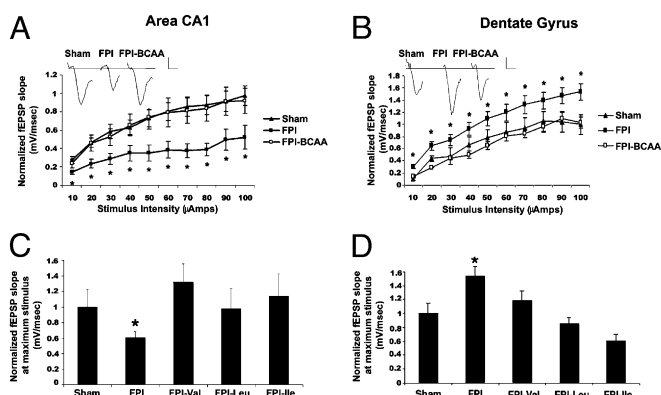 A
Area CA1
Sham FPI FPI-BCAA
Normalized fEPSP slope
(mV/msec)
1.2
1
0.8
0.6
0.4
0.2
0
* * * * * * * * * *
10 20 30 40 50 60 70 80 90 100
Stimulus Intensity (μAmps)
Sham
FPI
FPI-BCAA
B
Dentate Gyrus
Sham FPI FPI-BCAA
Normalized fEPSP slope
(mV/msec)
1.8
1.6
1.4
1.2
1
0.8
0.6
0.4
0.2
0
* * * * * * * * * *
10 20 30 40 50 60 70 80 90 100
Stimulus Intensity (μAmps)
Sham
FPI
FPI-BCAA
C
Normalized fEPSP slope
at maximum stimulus
(mV/msec)
1.6
1.4
1.2
1
0.8
0.6
0.4
0.2
0
*
Sham FPI FPI-Val FPI-Leu FPI-Ile
D
Normalized fEPSP slope
at maximum stimulus
(mV/msec)
1.6
1.4
1.2
1
0.8
0.6
0.4
0.2
0
*
Sham FPI FPI-Val FPI-Leu FPI-Ile